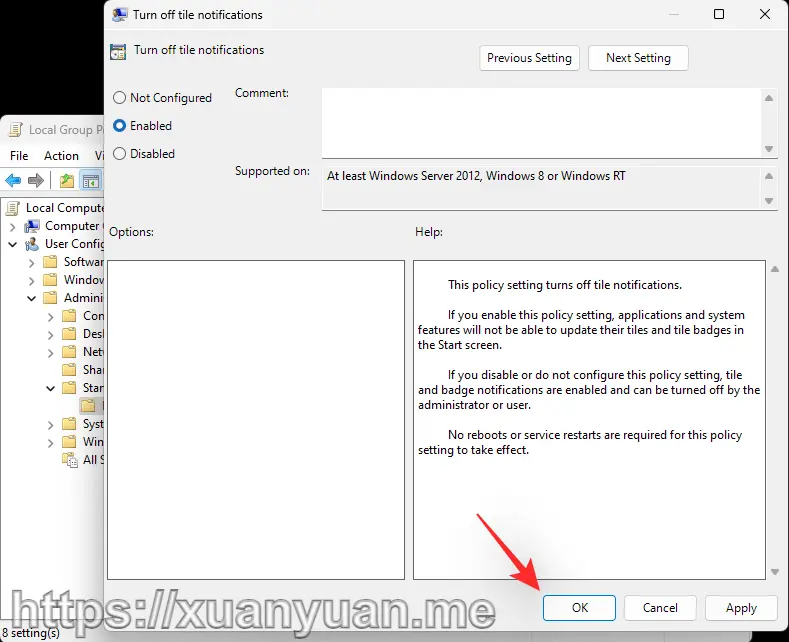 Turn off tile notifications
Turn off tile notifications
Previous Setting
Next Setting
Not Configured
Enabled
Disabled
Comment:
Supported on:
At least Windows Server 2012, Windows 8 or Windows RT
Options:
Help:
This policy setting turns off tile notifications.
If you enable this policy setting, applications and system
features will not be able to update their tiles and tile badges in
the Start screen.
If you disable or do not configure this policy setting, tile
and badge notifications are enabled and can be turned off by the
administrator or user.
No reboots or service restarts are required for this policy
setting to take effect.
OK
Cancel
Apply
Local Group P
File
Action
Vi
Local Compute
Computer
User Config
Softwar
Window
Admini
Con
Des
Net
Sha
Star
Syst
Win
All S
8 setting(s)
https://xuanyuan.me